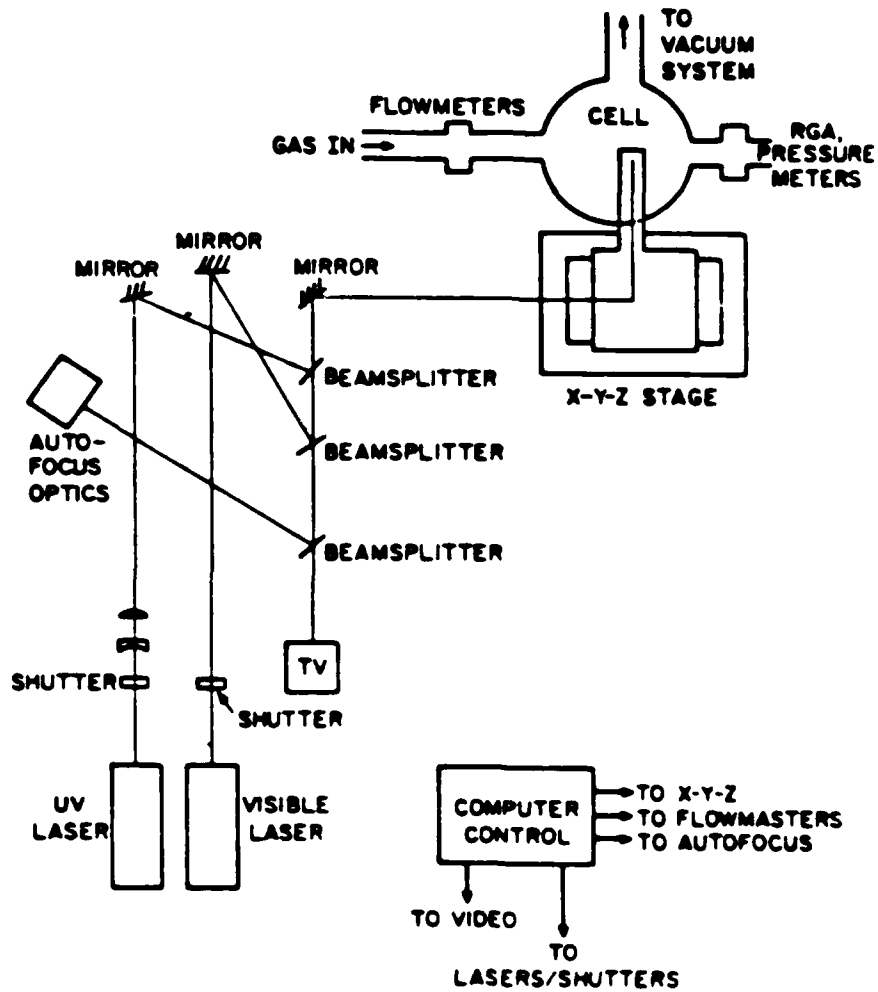 TO
VACUUM
SYSTEM
FLOWMETERS
CELL
GAS IN
RGA,
PRESSURE
METERS
MIRROR
MIRROR
MIRROR
BEAMSPLITTER
X-Y-Z STAGE
AUTO-
FOCUS
OPTICS
BEAMSPLITTER
BEAMSPLITTER
TV
SHUTTER
SHUTTER
UV
LASER
VISIBLE
LASER
COMPUTER
CONTROL
TO X-Y-Z
TO FLOWMASTERS
TO AUTOFOCUS
TO VIDEO
TO
LASERS/SHUTTERS